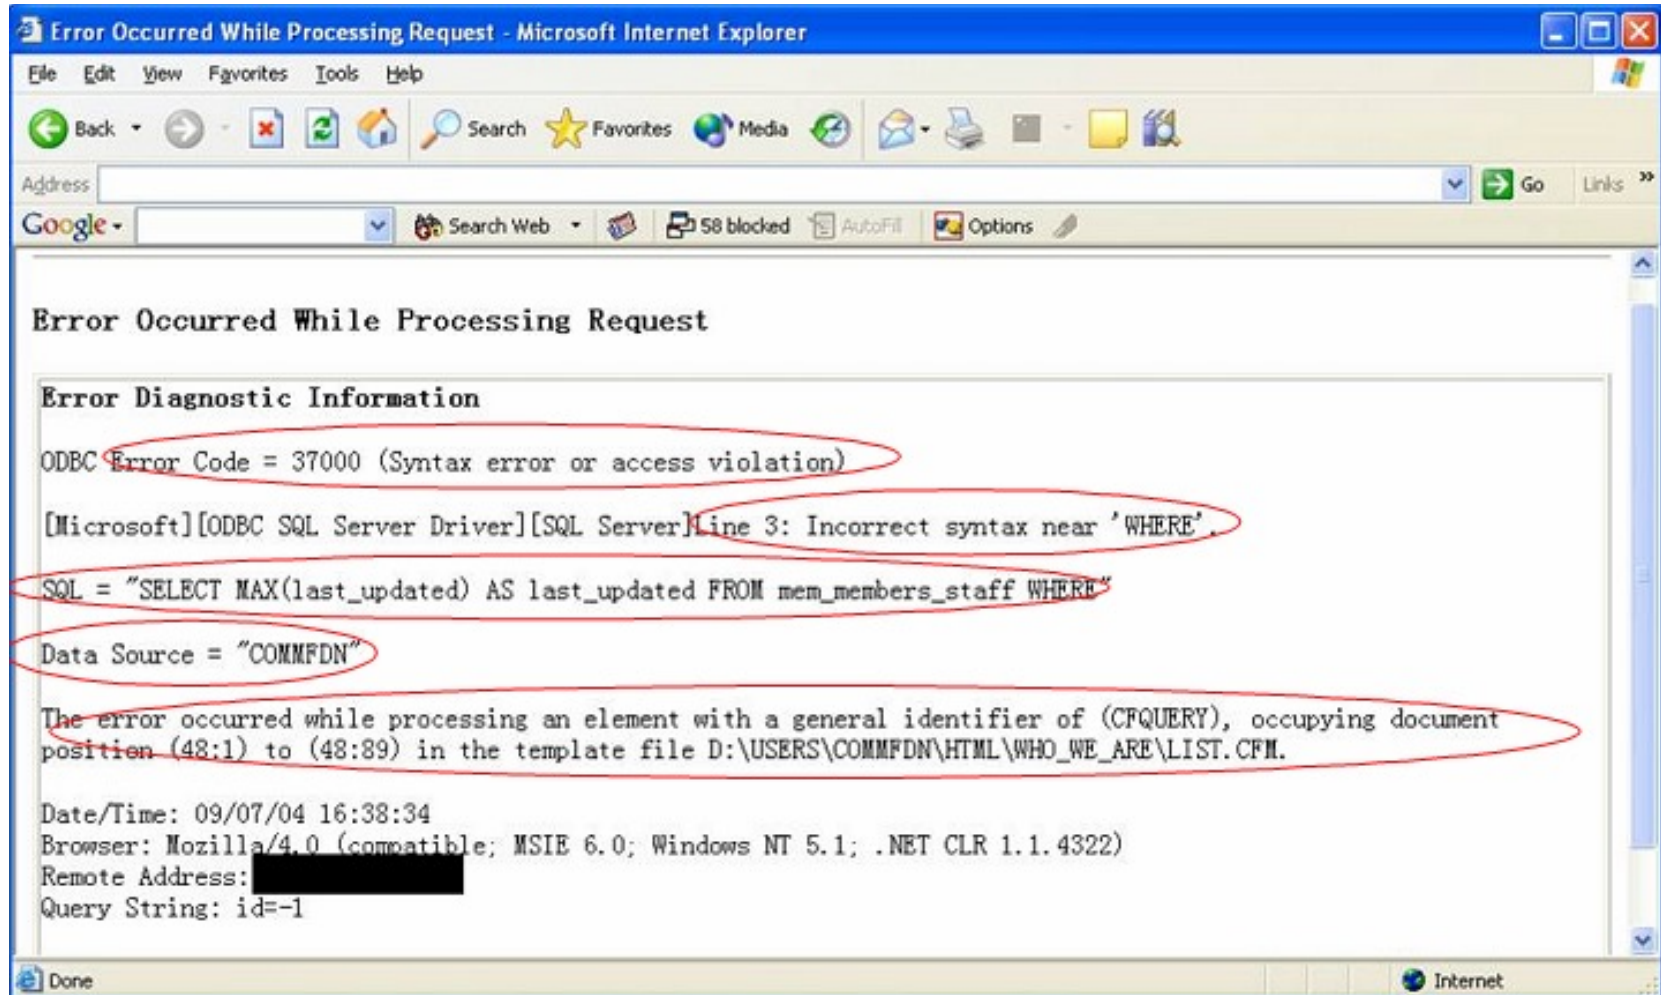 Error Occurred While Processing Request - Microsoft Internet Explorer
File Edit View Favorites Tools Help
Back Search Favorites Media
Address Go Links »
Google Search Web 58 blocked AutoFill Options
Error Occurred While Processing Request
Error Diagnostic Information
ODBC Error Code = 37000 (Syntax error or access violation)
[Microsoft][ODBC SQL Server Driver][SQL Server]Line 3: Incorrect syntax near 'WHERE'.
SQL = "SELECT MAX(last_updated) AS last_updated FROM mem_members_staff WHERE"
Data Source = "COMMFDN"
The error occurred while processing an element with a general identifier of (CFQUERY), occupying document
position (48:1) to (48:89) in the template file D:\USERS\COMMFDN\HTML\WHO_WE_ARE\LIST.CFM.
Date/Time: 09/07/04 16:38:34
Browser: Mozilla/4.0 (compatible; MSIE 6.0; Windows NT 5.1; .NET CLR 1.1.4322)
Remote Address:
Query String: id=-1
Done Internet